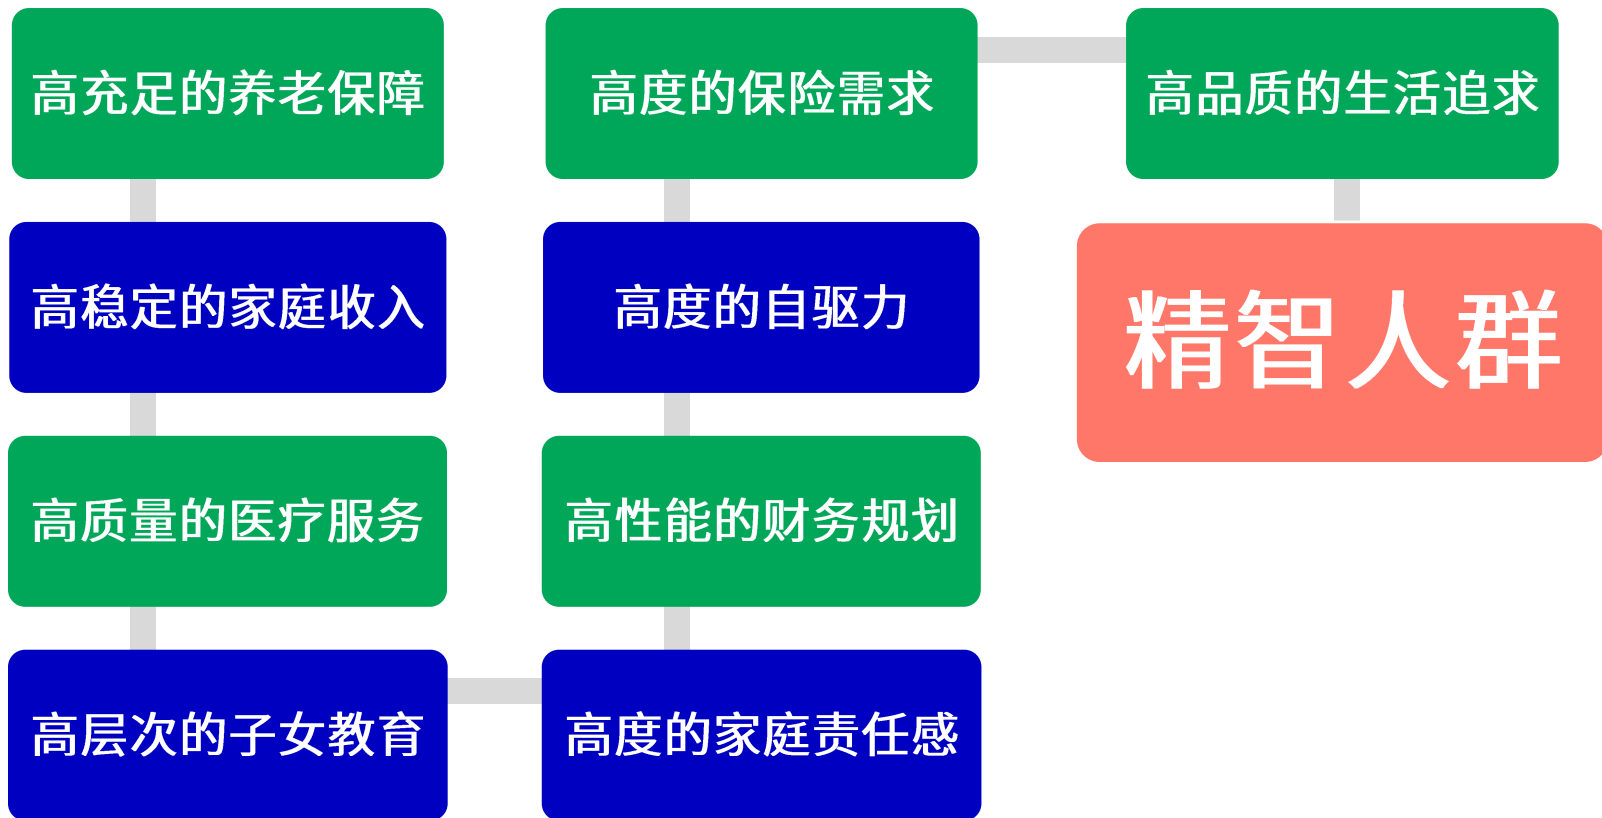 高充足的养老保障
高稳定的家庭收入
高质量的医疗服务
高层次的子女教育
高度的家庭责任感
高性能的财务规划
高度的自驱力
高度的保险需求
高品质的生活追求
精智人群